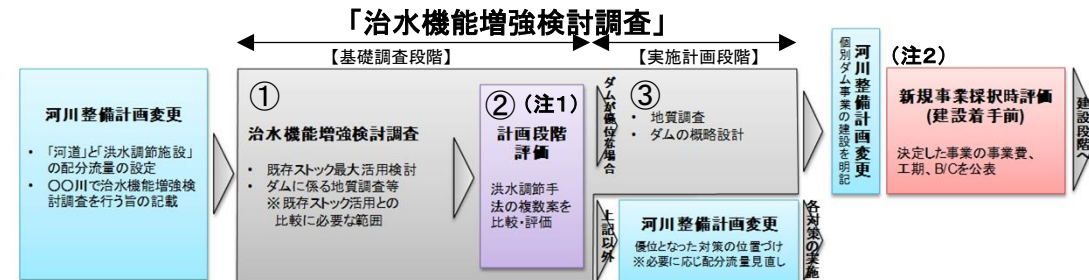 「治水機能増強検討調査」
【基礎調査段階】
【実施計画段階】
河川整備計画変更
• 「河道」と「洪水調節施設」
の配分流量の設定
• 〇〇川で治水機能増強検
討調査を行う旨の記載
①
治水機能増強検討調査
• 既存ストック最大活用検討
• ダムに係る地質調査等
※既存ストック活用との
比較に必要な範囲
②(注1)
計画段階
評価
洪水調節手
法の複数案を
比較・評価
ダムが優位な場合
③
• 地質調査
• ダムの概略設計
上記以外
河川整備計画変更
優位となった対策の位置づけ
※必要に応じ配分流量見直し
各対策の実施
河川整備計画変更
個別ダム事業の建設を明記
(注2)
新規事業採択時評価
(建設着手前)
決定した事業の事業費、
工期、B/Cを公表
建設段階へ